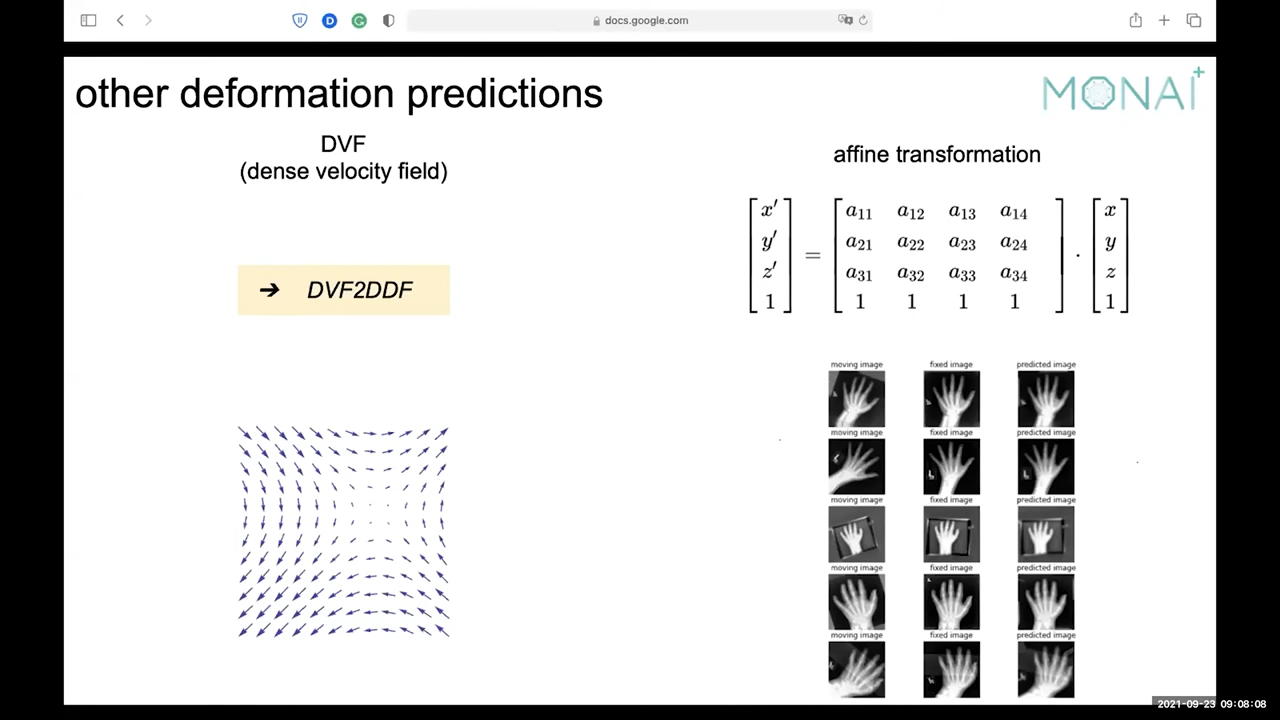 docs.google.com
other deformation predictions
MONAI
DVF
(dense velocity field)
affine transformation
x′ a₁₁ a₁₂ a₁₃ a₁₄ x
y′ a₂₁ a₂₂ a₂₃ a₂₄ y
= ·
z′ a₃₁ a₃₂ a₃₃ a₃₄ z
1 1 1 1 1 1
➔ DVF2DDF
moving image fixed image predicted image
moving image fixed image predicted image
moving image fixed image predicted image
moving image fixed image predicted image
moving image fixed image predicted image
2021-09-23 09:08:08